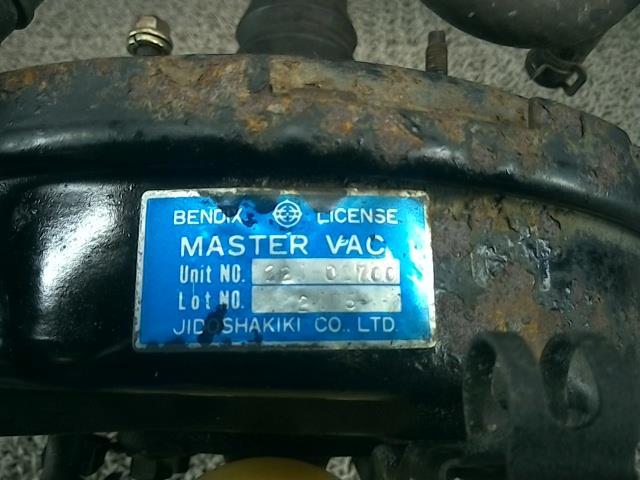 BENDIX LICENSE
MASTER VAC.
Unit NO.
Lot NO.
JIDOSHAKIKI CO., LTD.